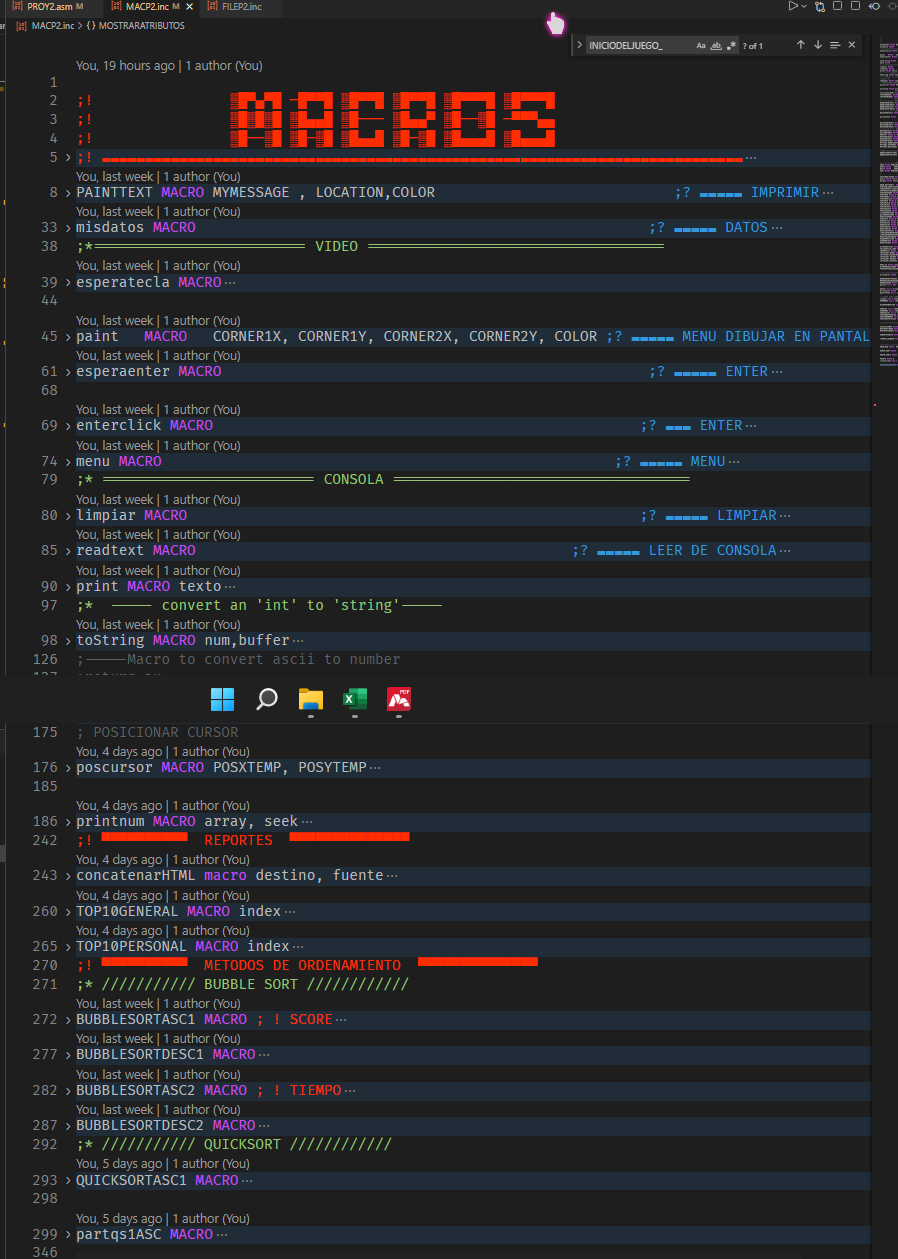 PROY2.asm M MACP2.inc M × FILEP2.inc
MACP2.inc > {} MOSTRARATRIBUTOS
INICIODELJUEGO_ Aa ab .* ? of 1
You, 19 hours ago | 1 author (You)
1
2 ;!
3 ;! MACROS
4 ;!
5 ;! ...
You, last week | 1 author (You)
8 PAINTTEXT MACRO MYMESSAGE , LOCATION,COLOR ;? ▬▬▬▬▬ IMPRIMIR...
You, last week | 1 author (You)
33 misdatos MACRO ;? ▬▬▬▬▬ DATOS...
38 ;*═════════════ VIDEO ═════════════
You, last week | 1 author (You)
39 esperatecla MACRO...
44
You, last week | 1 author (You)
45 paint MACRO CORNER1X, CORNER1Y, CORNER2X, CORNER2Y, COLOR ;? ▬▬▬▬▬ MENU DIBUJAR EN PANTAL
You, last week | 1 author (You)
61 esperaenter MACRO ;? ▬▬▬▬▬ ENTER...
68
You, last week | 1 author (You)
69 enterclick MACRO ;? ▬▬▬ ENTER...
You, last week | 1 author (You)
74 menu MACRO ;? ▬▬▬▬▬ MENU...
79 ;* ═════════════ CONSOLA ═════════════
You, last week | 1 author (You)
80 limpiar MACRO ;? ▬▬▬▬▬ LIMPIAR...
You, last week | 1 author (You)
85 readtext MACRO ;? ▬▬▬▬▬ LEER DE CONSOLA...
You, last week | 1 author (You)
90 print MACRO texto...
97 ;* ───── convert an 'int' to 'string'─────
You, last week | 1 author (You)
98 toString MACRO num,buffer...
126 ;─────Macro to convert ascii to number
PDF
175 ; POSICIONAR CURSOR
You, 4 days ago | 1 author (You)
176 poscursor MACRO POSXTEMP, POSYTEMP...
185
You, 4 days ago | 1 author (You)
186 printnum MACRO array, seek...
242 ;! ▀▀▀▀▀▀▀▀▀▀ REPORTES ▀▀▀▀▀▀▀▀▀▀▀▀▀▀
You, 4 days ago | 1 author (You)
243 concatenarHTML macro destino, fuente...
You, 4 days ago | 1 author (You)
260 TOP10GENERAL MACRO index...
You, 4 days ago | 1 author (You)
265 TOP10PERSONAL MACRO index...
270 ;! ▀▀▀▀▀▀▀▀▀▀ METODOS DE ORDENAMIENTO ▀▀▀▀▀▀▀▀▀▀▀▀▀▀
271 ;* /////////// BUBBLE SORT ////////////
You, last week | 1 author (You)
272 BUBBLESORTASC1 MACRO ; ! SCORE...
You, last week | 1 author (You)
277 BUBBLESORTDESC1 MACRO...
You, last week | 1 author (You)
282 BUBBLESORTASC2 MACRO ; ! TIEMPO...
You, last week | 1 author (You)
287 BUBBLESORTDESC2 MACRO...
292 ;* /////////// QUICKSORT ////////////
You, 5 days ago | 1 author (You)
293 QUICKSORTASC1 MACRO...
298
You, 5 days ago | 1 author (You)
299 partqs1ASC MACRO...
346